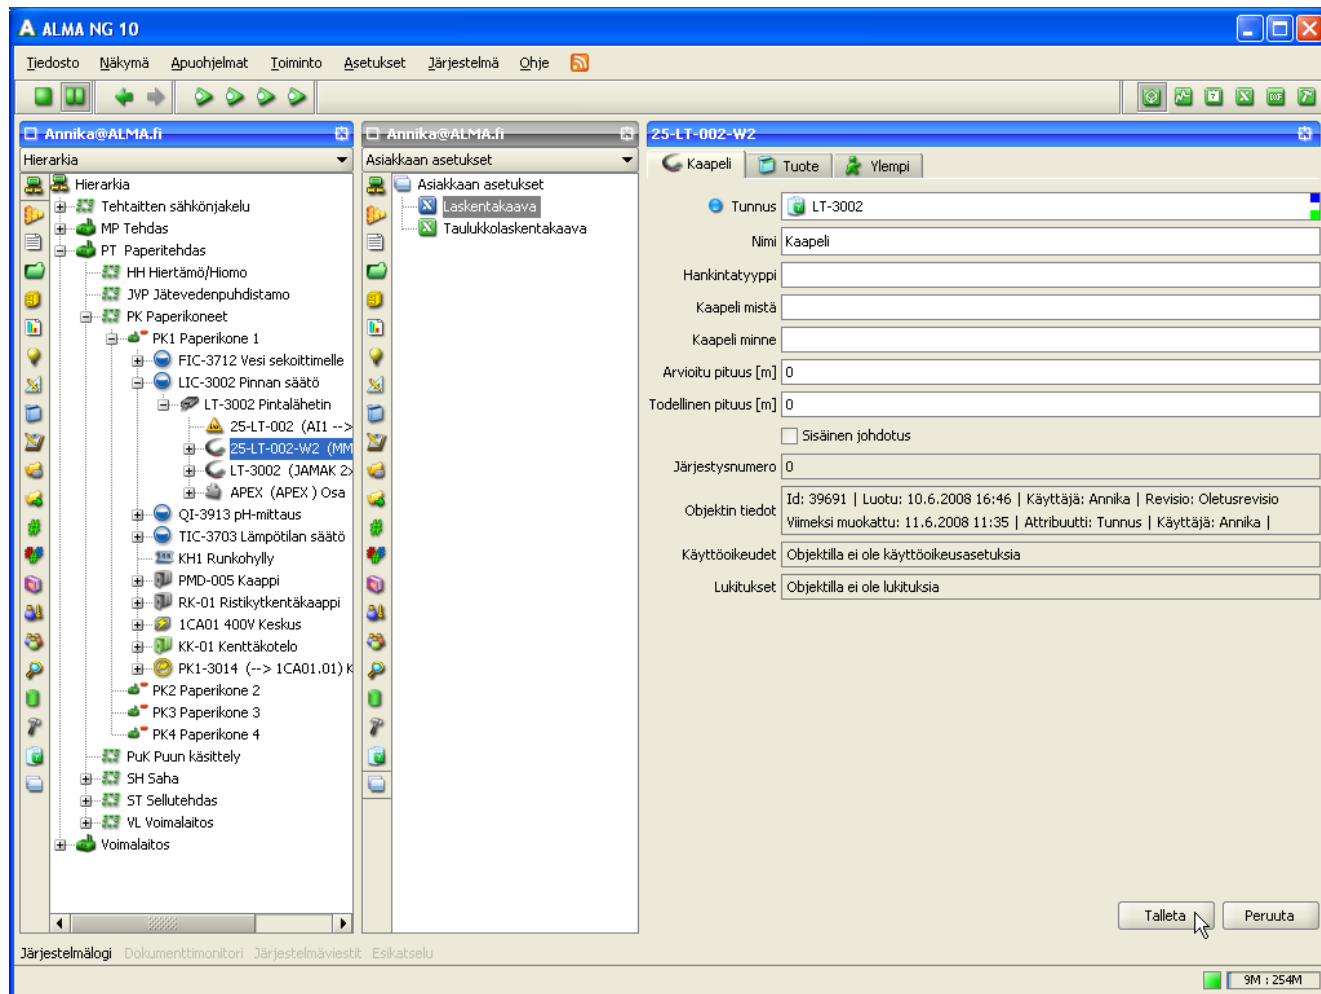 ALMA NG 10
Tiedosto Näkymä Apuohjelmat Toiminto Asetukset Järjestelmä Ohje
Annika@ALMA.fi
Hierarkia
Hierarkia
Tehtaitten sähkönjakelu
MP Tehdas
PT Paperitehdas
HH Hiertämö/Hiomo
JVP Jätevedenpuhdistamo
PK Paperikoneet
PK1 Paperikone 1
FIC-3712 Vesi sekoittimelle
LIC-3002 Pinnan säätö
LT-3002 Pintalähetin
25-LT-002 (AI1 -->
25-LT-002-W2 (MM
LT-3002 (JAMAK 2x
APEX (APEX ) Osa
QI-3913 pH-mittaus
TIC-3703 Lämpötilan säätö
KH1 Runkohylly
PMD-005 Kaappi
RK-01 Ristikytkentäkaappi
1CA01 400V Keskus
KK-01 Kenttäkotelo
PK1-3014 (--> 1CA01.01) K
PK2 Paperikone 2
PK3 Paperikone 3
PK4 Paperikone 4
PuK Puun käsittely
SH Saha
ST Sellutehdas
VL Voimalaitos
Voimalaitos
Annika@ALMA.fi
Asiakkaan asetukset
Asiakkaan asetukset
Laskentakaava
Taulukkolaskentakaava
25-LT-002-W2
Kaapeli Tuote Ylempi
Tunnus LT-3002
Nimi Kaapeli
Hankintatyyppi
Kaapeli mistä
Kaapeli minne
Arvioitu pituus [m] 0
Todellinen pituus [m] 0
Sisäinen johdotus
Järjestysnumero 0
Objektin tiedot Id: 39691 | Luotu: 10.6.2008 16:46 | Käyttäjä: Annika | Revisio: Oletusrevisio
Viimeksi muokattu: 11.6.2008 11:35 | Attribuutti: Tunnus | Käyttäjä: Annika |
Käyttöoikeudet Objektilla ei ole käyttöoikeusasetuksia
Lukitukset Objektilla ei ole lukituksia
Talleta Peruuta
Järjestelmälogi Dokumenttimonitori Järjestelmäviestit Esikatselu
9M : 254M